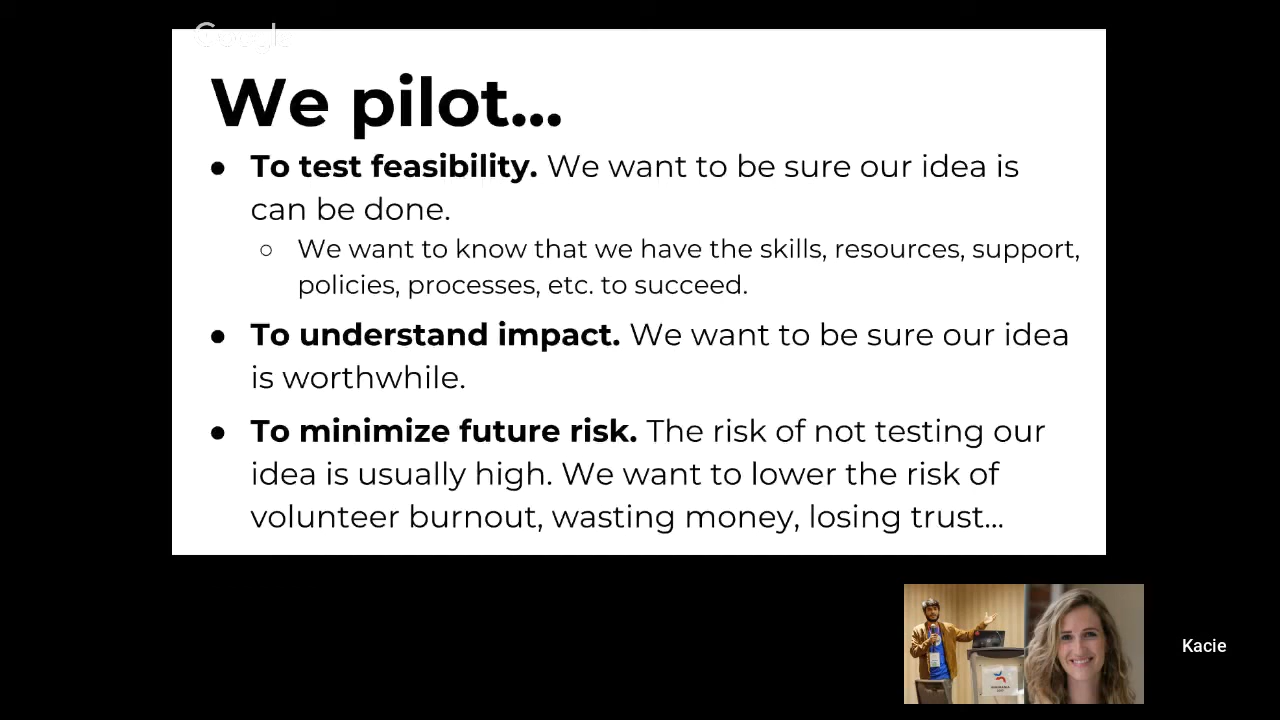 Google
We pilot...
● To test feasibility. We want to be sure our idea is
can be done.
○ We want to know that we have the skills, resources, support,
policies, processes, etc. to succeed.
● To understand impact. We want to be sure our idea
is worthwhile.
● To minimize future risk. The risk of not testing our
idea is usually high. We want to lower the risk of
volunteer burnout, wasting money, losing trust...
Kacie